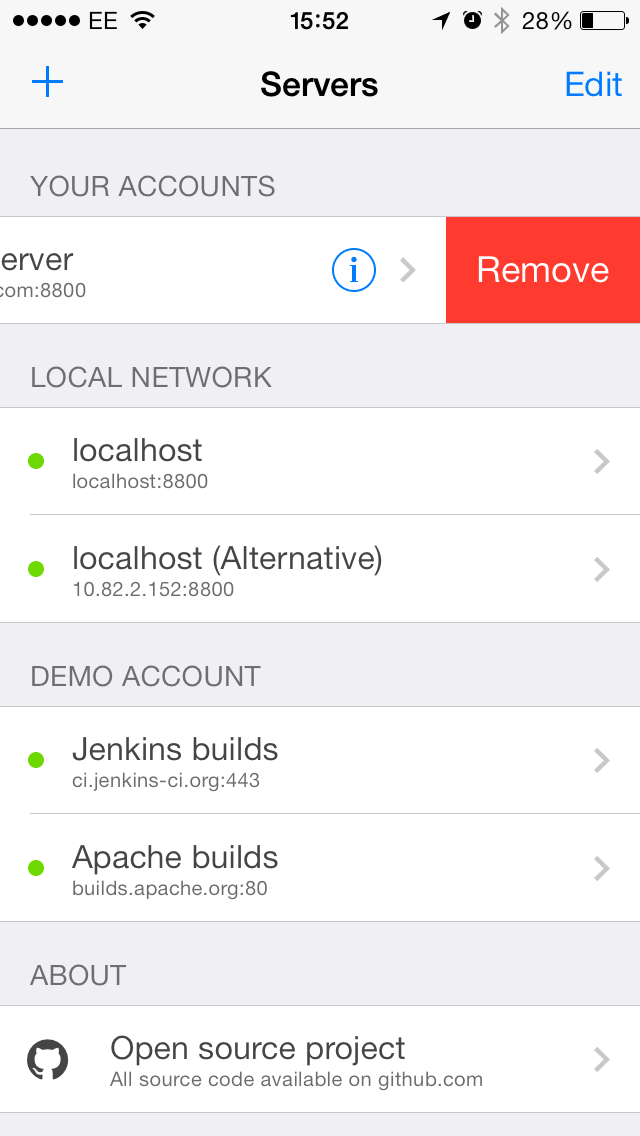 EE 15:52 28%
Servers Edit
YOUR ACCOUNTS
erver
com:8800
Remove
LOCAL NETWORK
localhost
localhost:8800
localhost (Alternative)
10.82.2.152:8800
DEMO ACCOUNT
Jenkins builds
ci.jenkins-ci.org:443
Apache builds
builds.apache.org:80
ABOUT
Open source project
All source code available on github.com